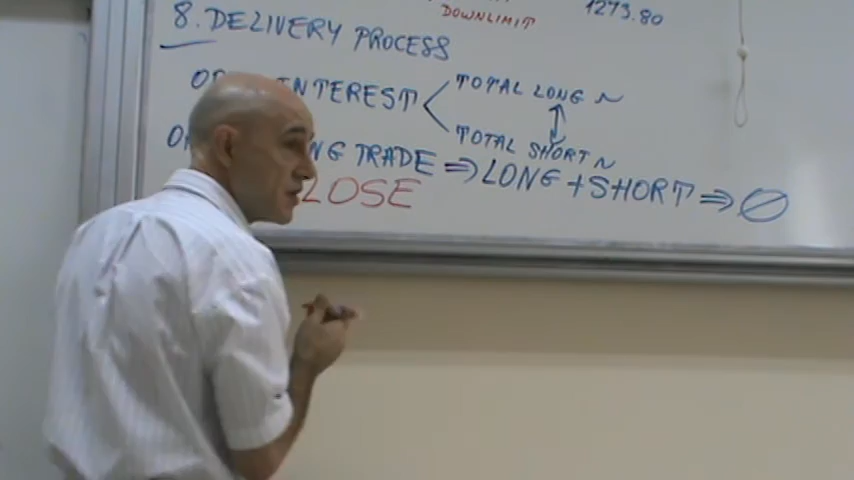 DOWNLIMIT 1273.80
8. DELIVERY PROCESS
INTEREST < TOTAL LONG ~
↕
TOTAL SHORT ~
TRADE ⇒ LONG + SHORT ⇒ ∅
LOSE